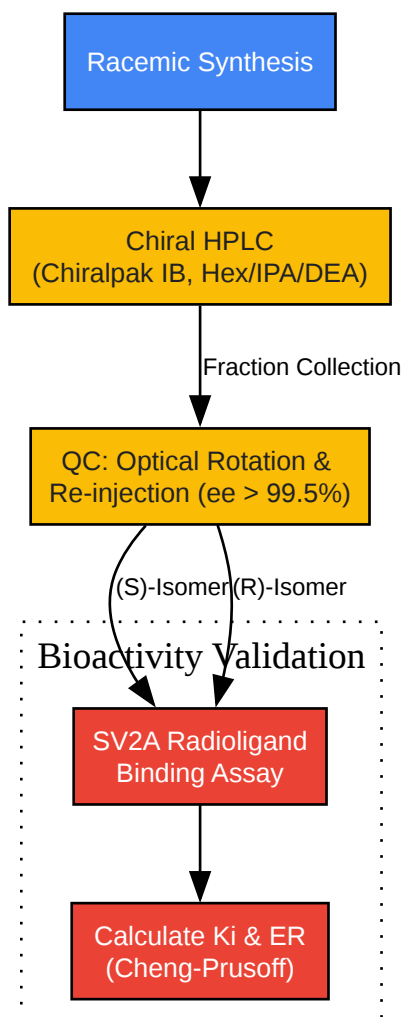 Racemic Synthesis
Chiral HPLC
(Chiralpak IB, Hex/IPA/DEA)
Fraction Collection
QC: Optical Rotation &
Re-injection (ee > 99.5%)
(S)-Isomer
(R)-Isomer
Bioactivity Validation
SV2A Radioligand
Binding Assay
Calculate Ki & ER
(Cheng-Prusoff)